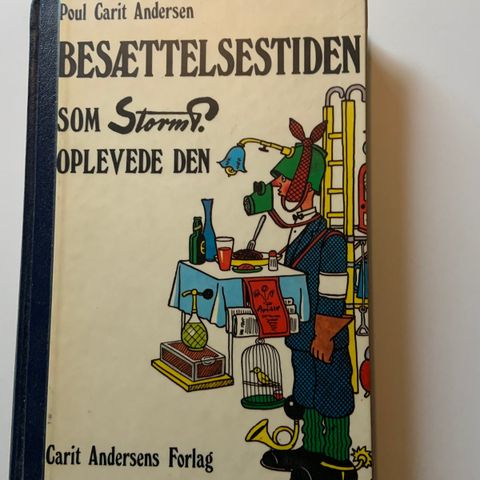 Poul Carit Andersen
BESÆTTELSESTIDEN
SOM Storm P.
OPLEVEDE DEN
Carit Andersens Forlag